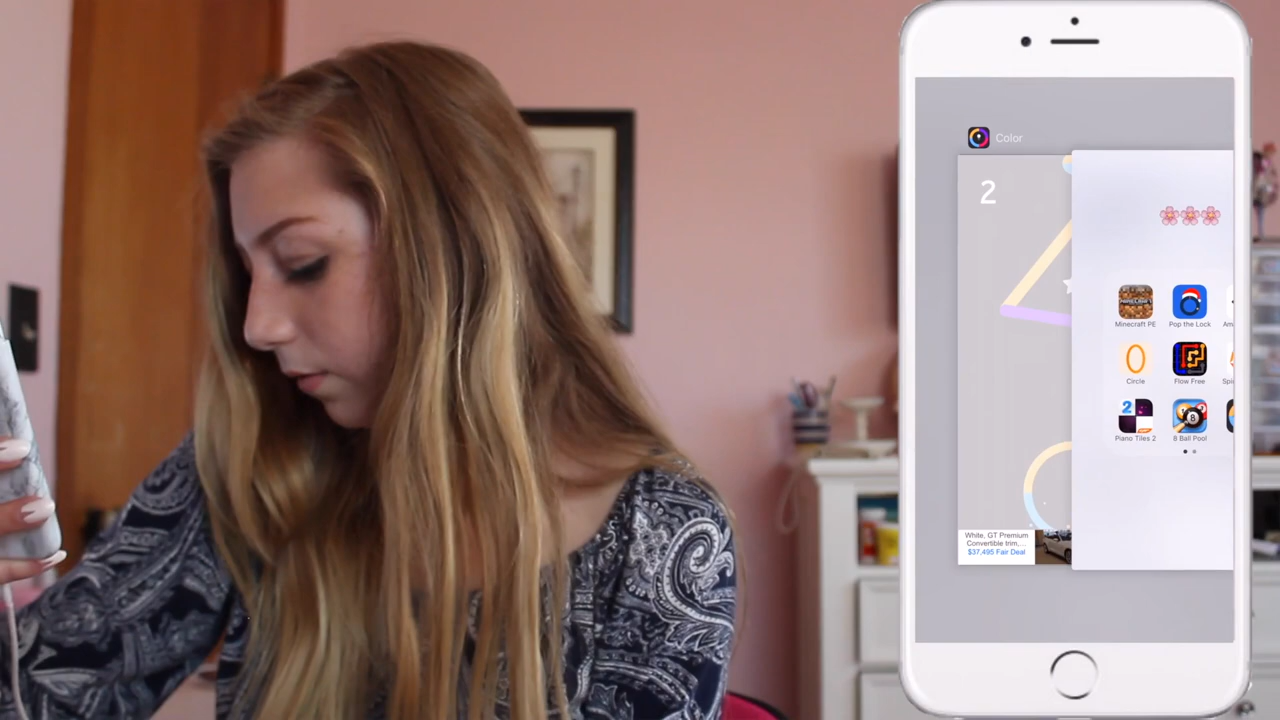 Color
2
Minecraft PE
Pop the Lock
Circle
Flow Free
Piano Tiles 2
8 Ball Pool
White, GT Premium
Convertible trim,...
$37,495 Fair Deal